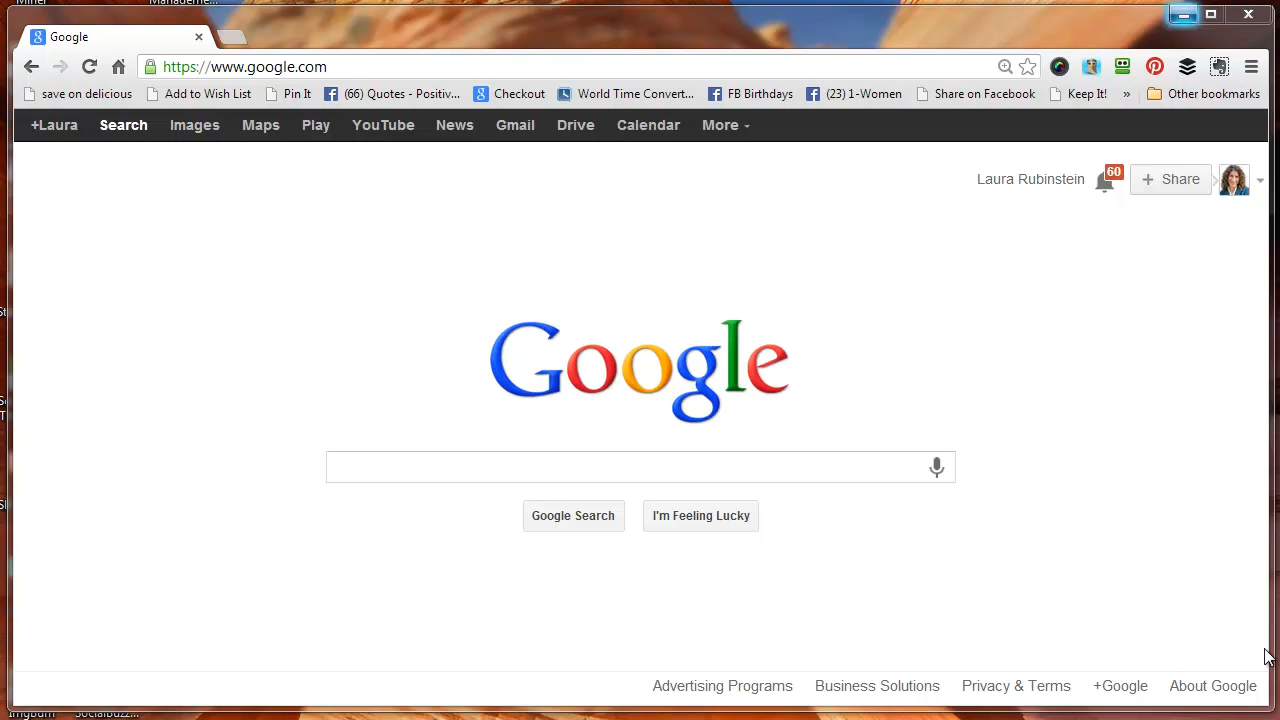 Manageme...
Google
https://www.google.com
save on delicious Add to Wish List Pin It (66) Quotes - Positiv... Checkout World Time Convert... FB Birthdays (23) 1-Women Share on Facebook Keep It! » Other bookmarks
+Laura Search Images Maps Play YouTube News Gmail Drive Calendar More
Laura Rubinstein 60 + Share
Google
Google Search I'm Feeling Lucky
Advertising Programs Business Solutions Privacy & Terms +Google About Google